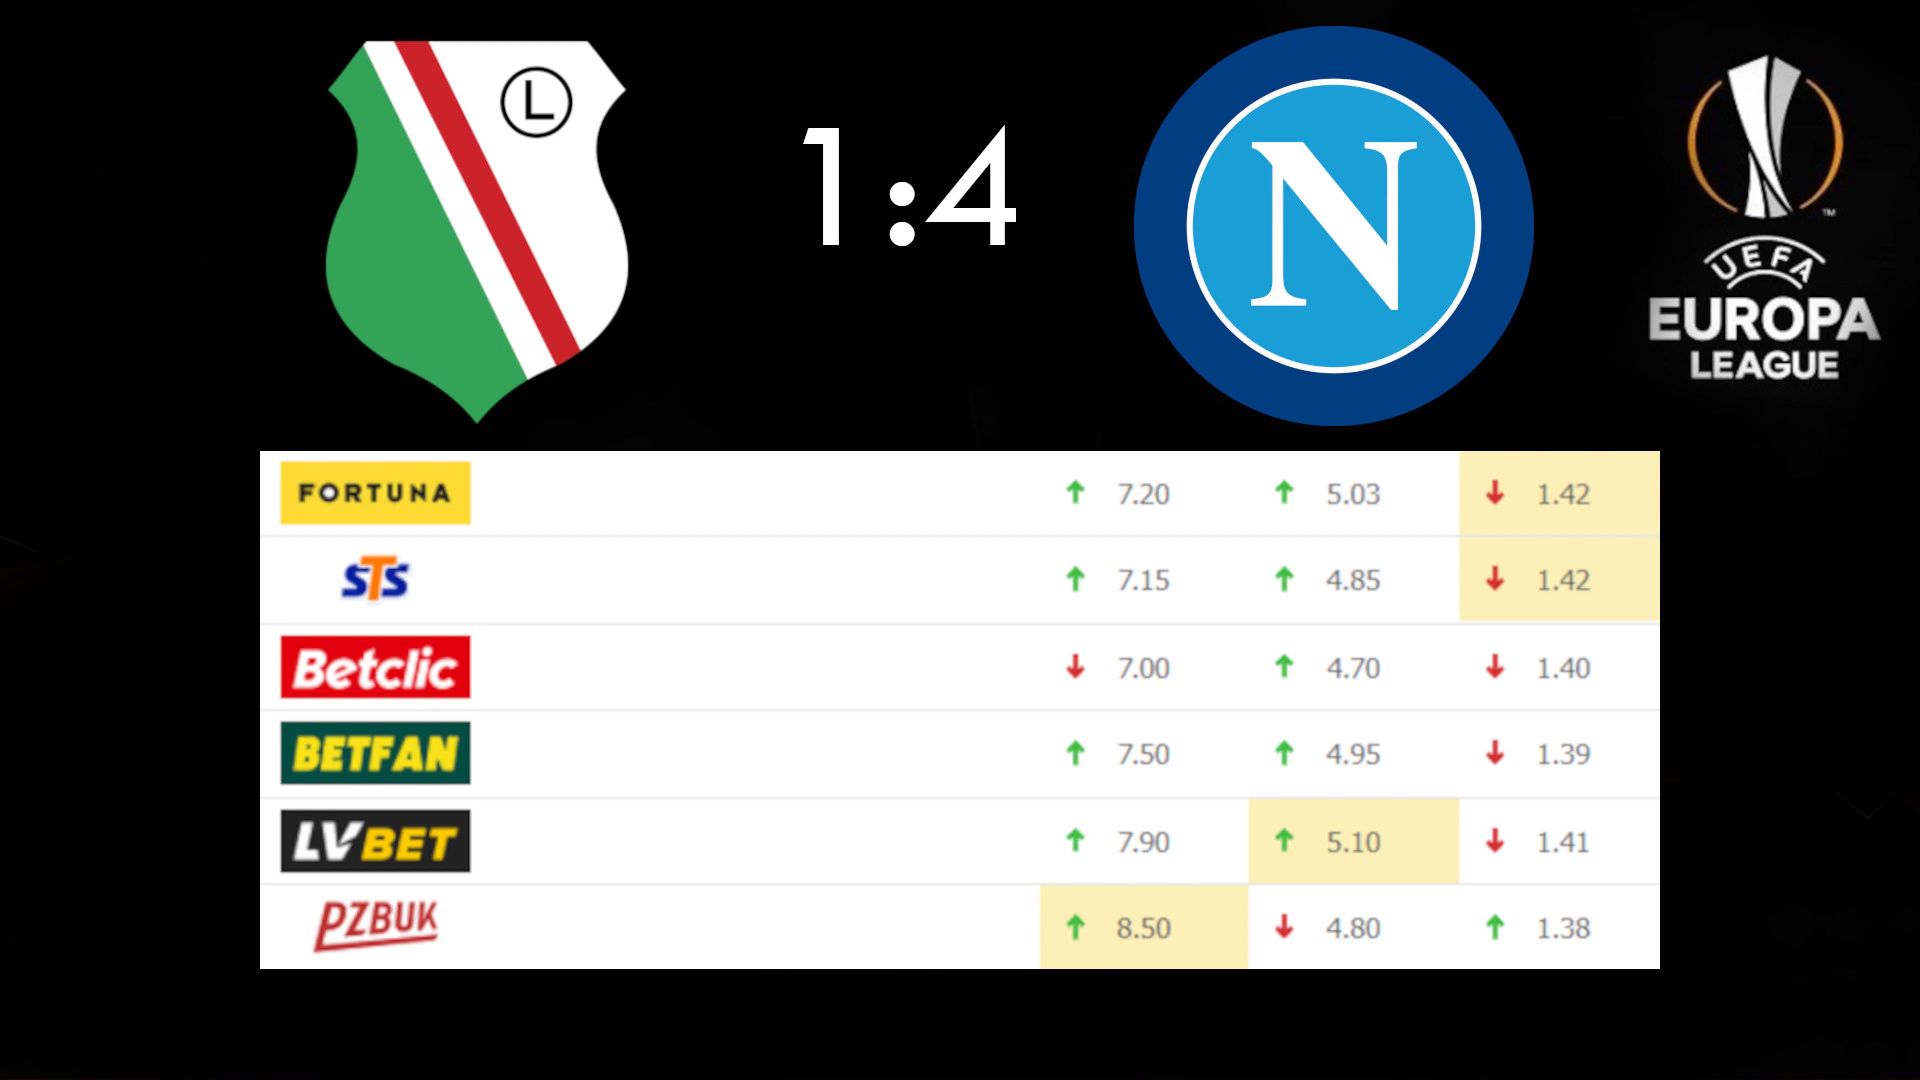 L
1:4
N
TM
UEFA
EUROPA
LEAGUE
FORTUNA 7.20 5.03 1.42
STS 7.15 4.85 1.42
Betclic 7.00 4.70 1.40
BETFAN 7.50 4.95 1.39
LVBET 7.90 5.10 1.41
PZBUK 8.50 4.80 1.38